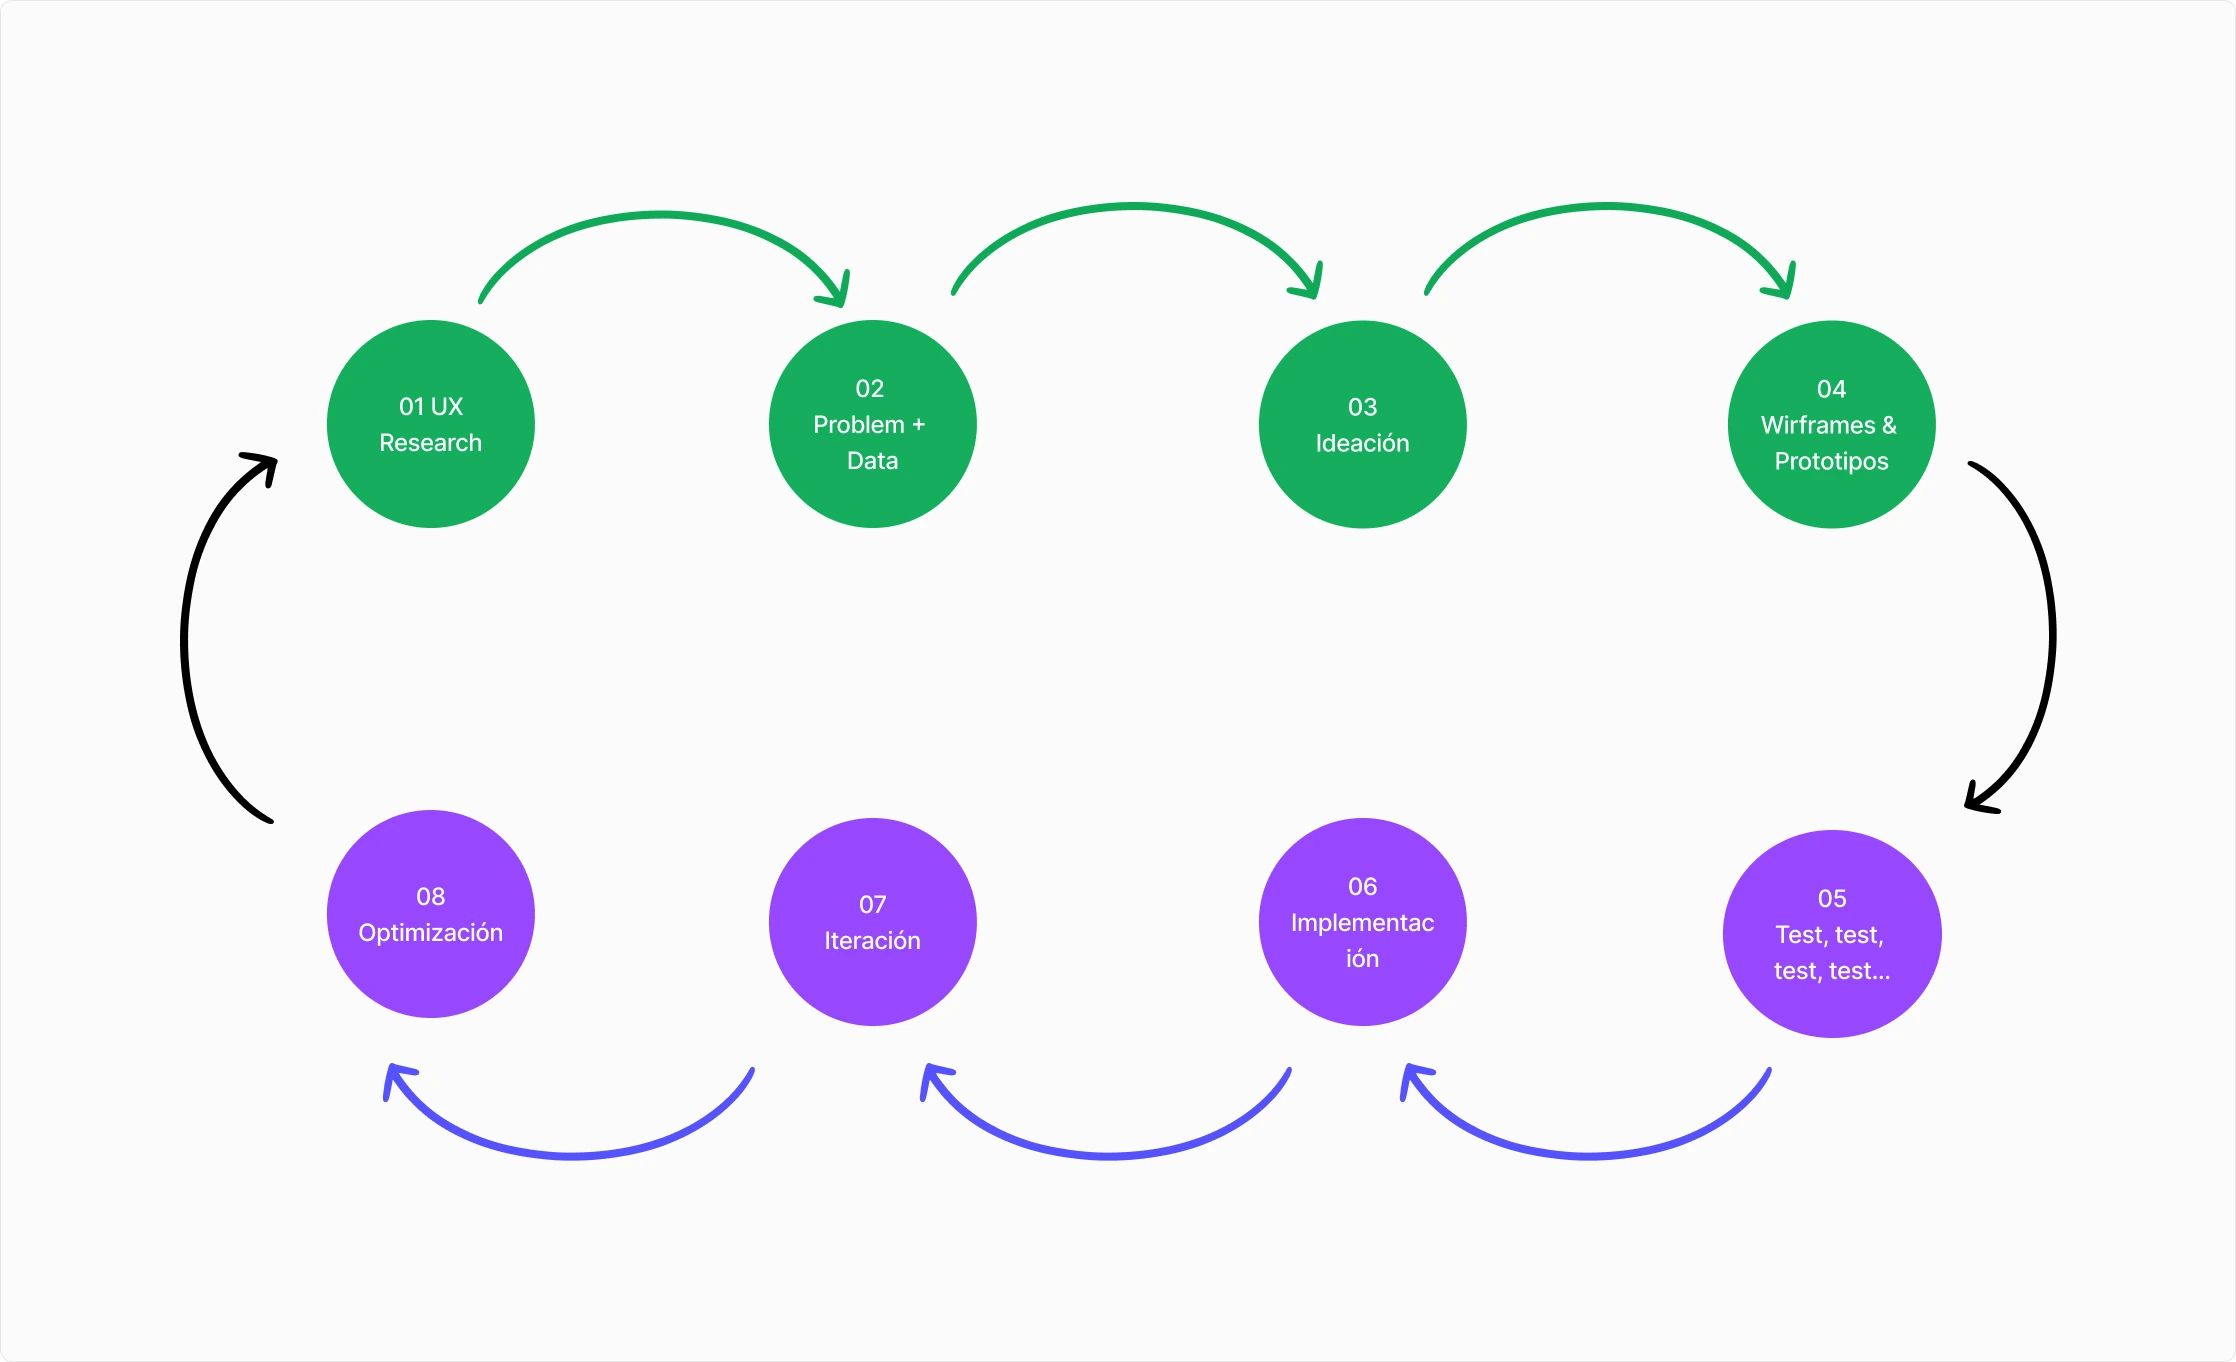 01 UX
Research
02
Problem +
Data
03
Ideación
04
Wirframes &
Prototipos
08
Optimización
07
Iteración
06
Implementac
ión
05
Test, test,
test, test...